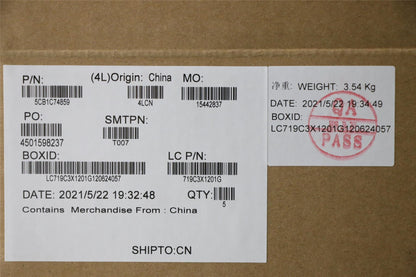 P/N:
(4L)Origin: China
MO:
5CB1C74859
4LCN
15442837
PO:
SMTPN:
4501598237
T007
BOXID:
LC P/N:
LC719C3X1201G120624057
719C3X1201G
DATE: 2021/5/22 19:32:48
QTY:
5
Contains Merchandise From : China
SHIPTO:CN
净重: WEIGHT: 3.54 Kg
DATE: 2021/5/22 19:34:49
BOXID:
LC719C3X1201G120624057
QA
PASS